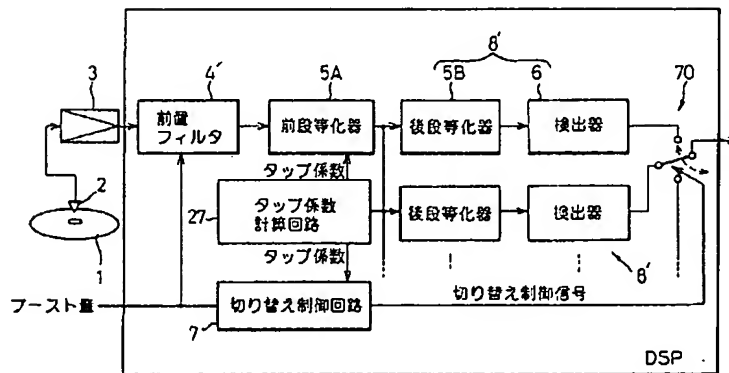 8'
3
4'
5A
5B
6
70
前置
フィルタ
前段等化器
後段等化器
検出器
タップ係数
2
27
タップ係数
計算回路
後段等化器
検出器
1
タップ係数
8'
ブースト量
切り替え制御回路
切り替え制御信号
7
DSP